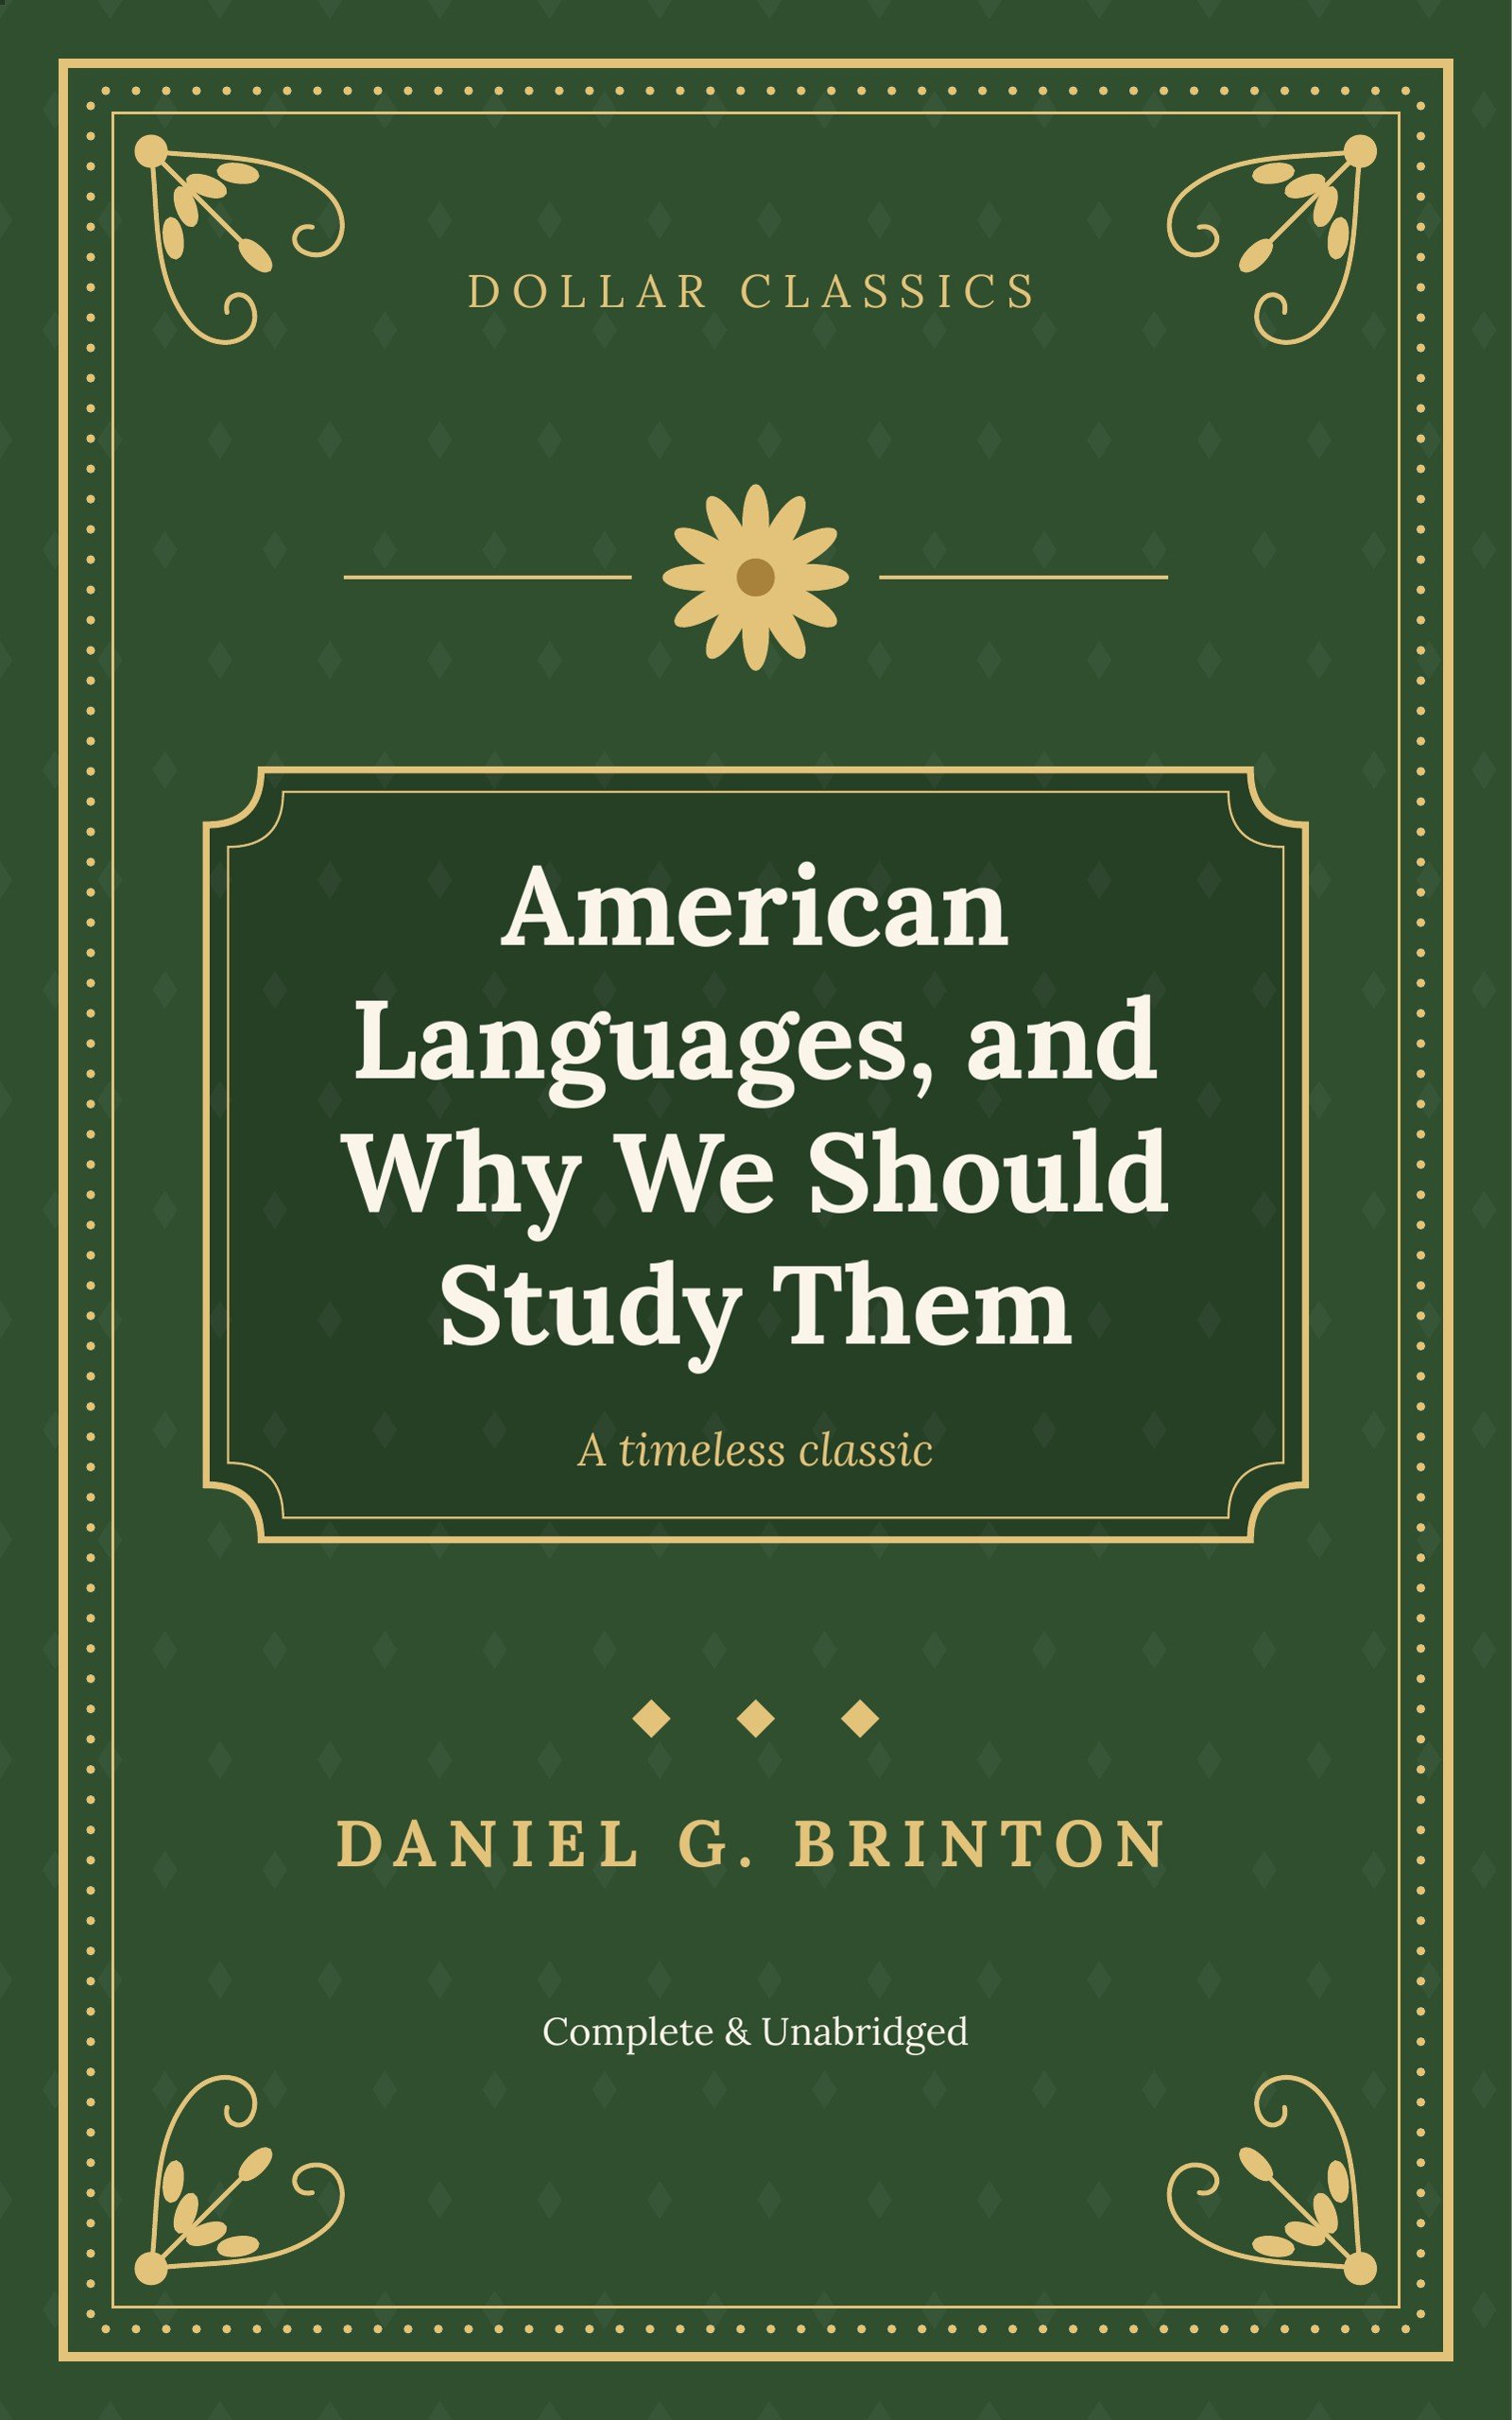 DOLLAR CLASSICS
American
Languages, and
Why We Should
Study Them
A timeless classic
DANIEL G. BRINTON
Complete & Unabridged